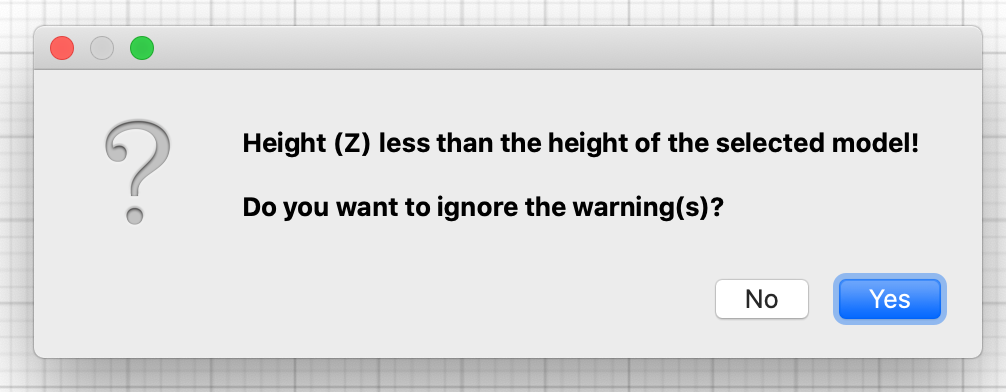 Height (Z) less than the height of the selected model!
Do you want to ignore the warning(s)?
No
Yes